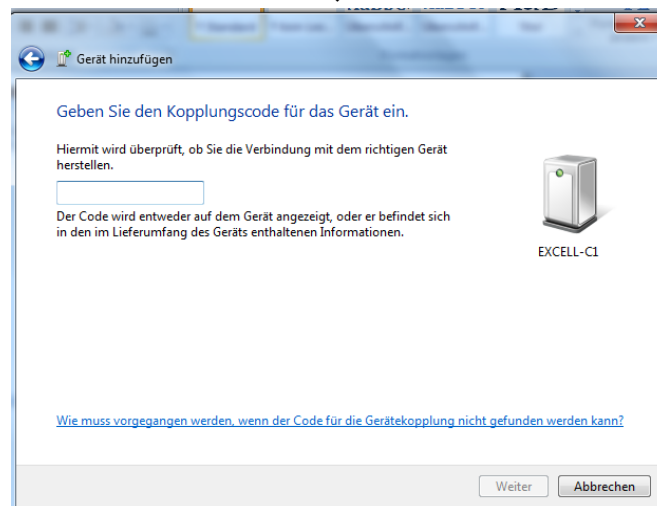 Gerät hinzufügen
Geben Sie den Kopplungscode für das Gerät ein.
Hiermit wird überprüft, ob Sie die Verbindung mit dem richtigen Gerät
herstellen.
Der Code wird entweder auf dem Gerät angezeigt, oder er befindet sich
in den im Lieferumfang des Geräts enthaltenen Informationen.
EXCELL-C1
Wie muss vorgegangen werden, wenn der Code für die Gerätekopplung nicht gefunden werden kann?
Weiter
Abbrechen